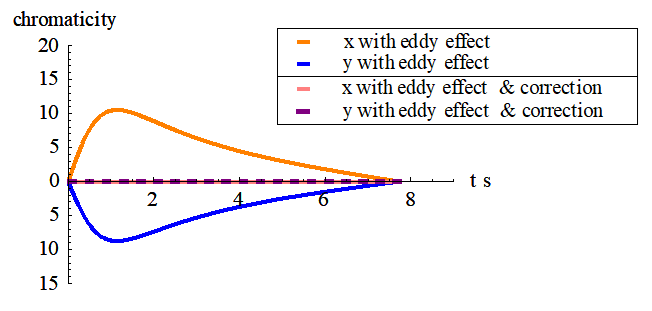 chromaticity
20
15
10
5
0
5
10
15
2
4
6
8
t s
x with eddy effect
y with eddy effect
x with eddy effect & correction
y with eddy effect & correction